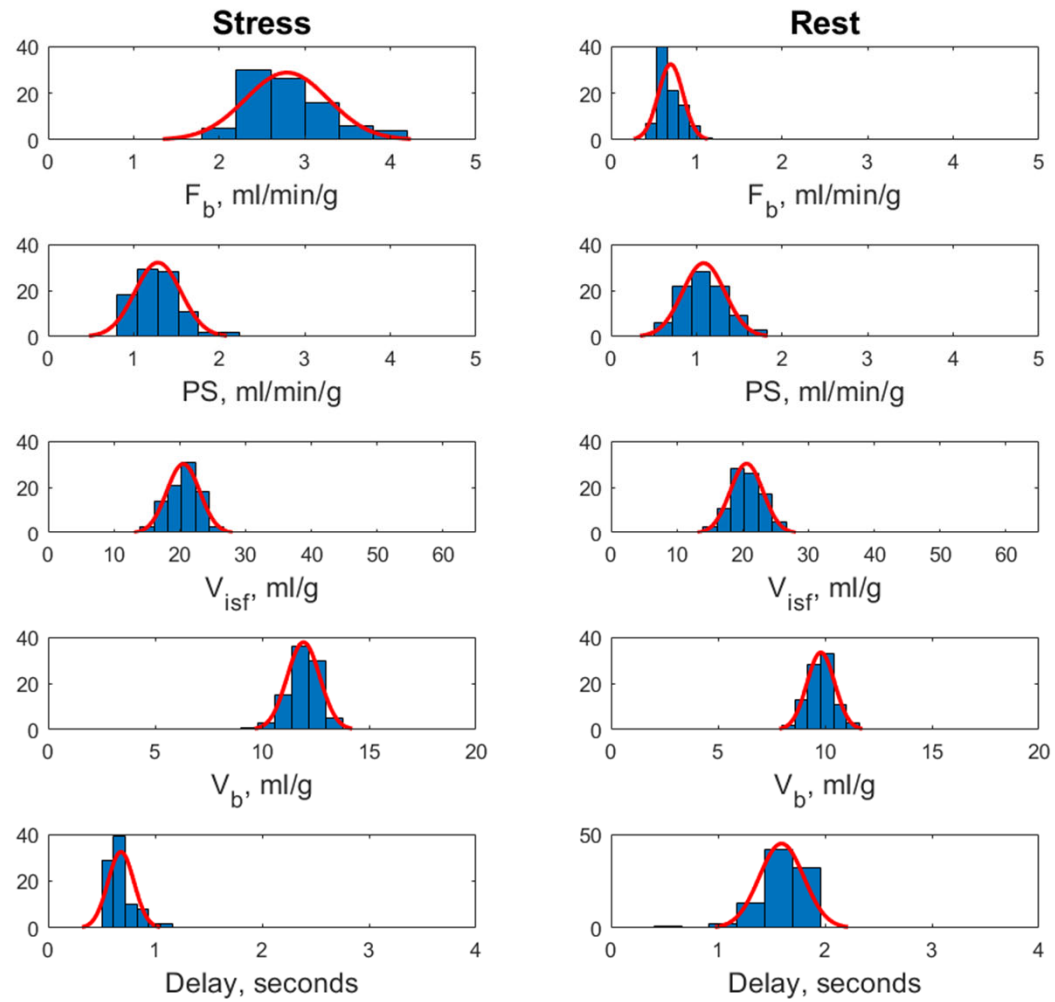 Stress Rest
40 40
20 20
0 0
0 1 2 3 4 5 0 1 2 3 4 5
F_b, ml/min/g F_b, ml/min/g
40 40
20 20
0 0
0 1 2 3 4 5 0 1 2 3 4 5
PS, ml/min/g PS, ml/min/g
40 40
20 20
0 0
0 10 20 30 40 50 60 0 10 20 30 40 50 60
V_isf, ml/g V_isf, ml/g
40 40
20 20
0 0
0 5 10 15 20 0 5 10 15 20
V_b, ml/g V_b, ml/g
40 50
20
0 0
0 1 2 3 4 0 1 2 3 4
Delay, seconds Delay, seconds